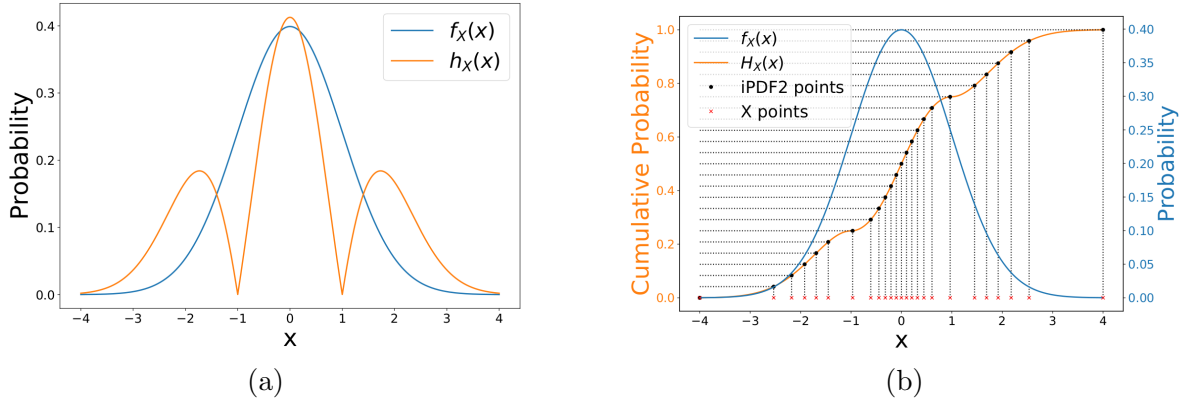 f_X(x)
h_X(x)
Probability
0.4
0.3
0.2
0.1
0.0
−4 −3 −2 −1 0 1 2 3 4
x
(a)
f_X(x)
H_X(x)
iPDF2 points
X points
Cumulative Probability
1.0
0.8
0.6
0.4
0.2
0.0
−4 −3 −2 −1 0 1 2 3 4
x
0.40
0.35
0.30
0.25
0.20
0.15
0.10
0.05
0.00
Probability
(b)